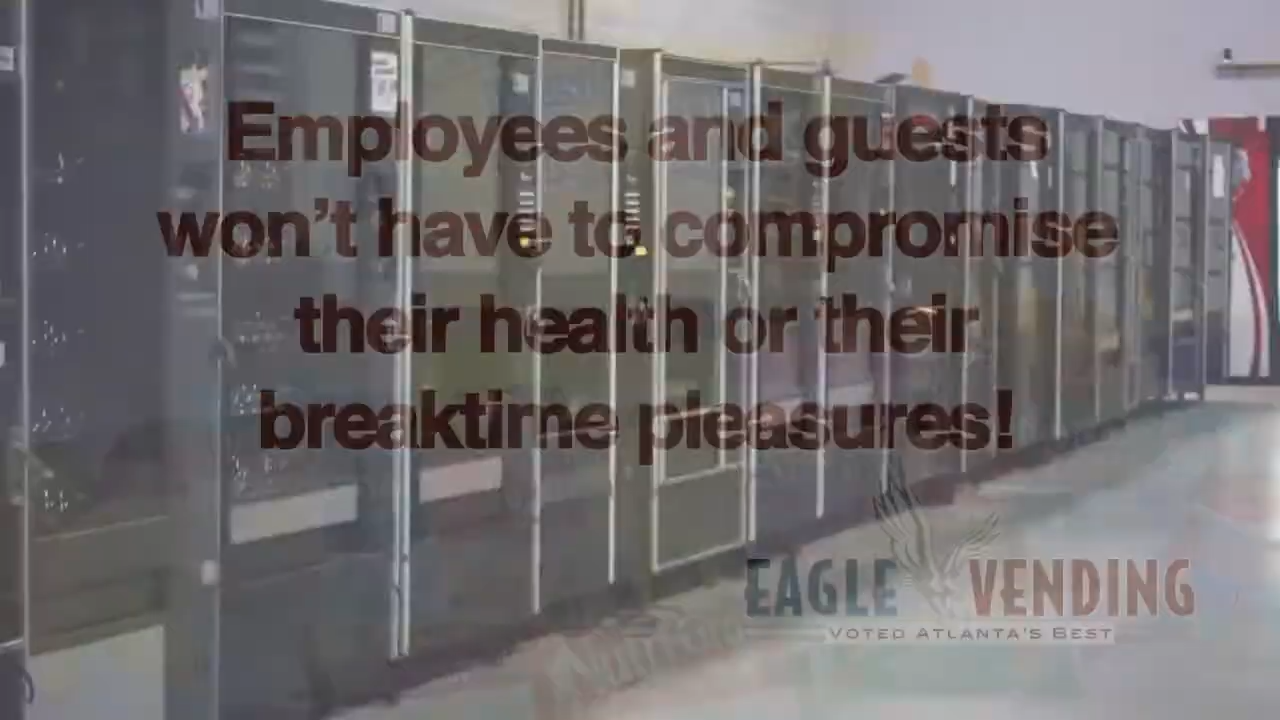 Employees and guests
won't have to compromise
their health or their
breaktime pleasures!
EAGLE VENDING
VOTED ATLANTA'S BEST